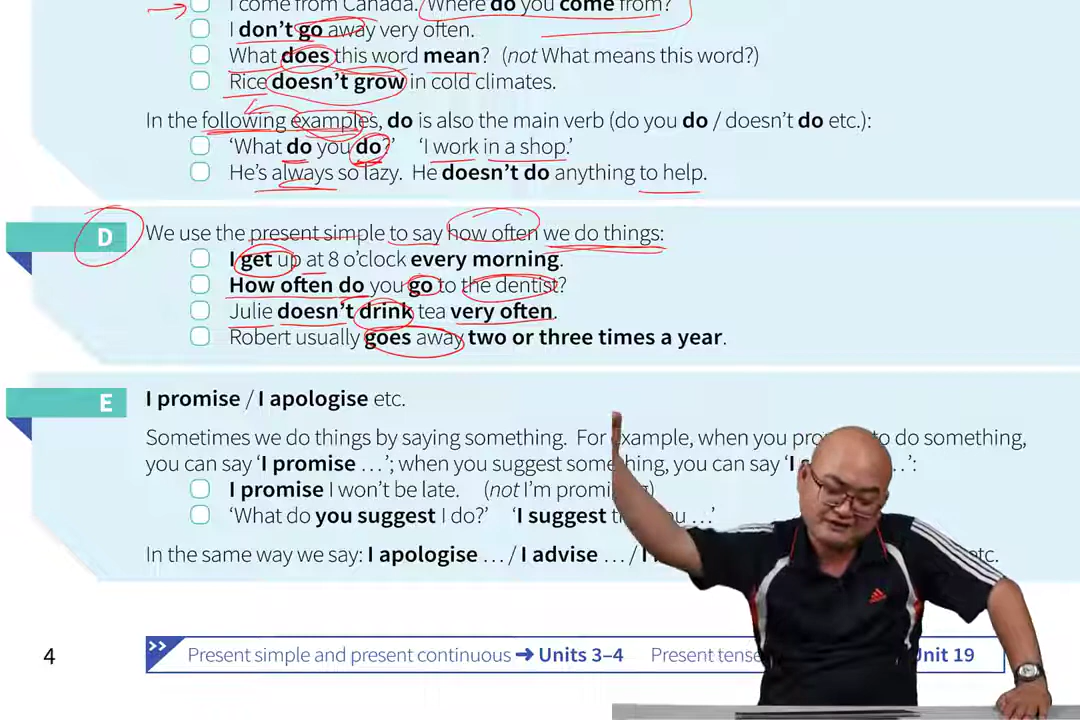 I come from Canada. Where do you come from?
I don't go away very often.
What does this word mean? (not What means this word?)
Rice doesn't grow in cold climates.
In the following examples, do is also the main verb (do you do / doesn't do etc.):
'What do you do?' 'I work in a shop.'
He's always so lazy. He doesn't do anything to help.
D We use the present simple to say how often we do things:
I get up at 8 o'clock every morning.
How often do you go to the dentist?
Julie doesn't drink tea very often.
Robert usually goes away two or three times a year.
E I promise / I apologise etc.
Sometimes we do things by saying something. For example, when you to do something,
you can say 'I promise …'; when you suggest something, you can say 'I …':
I promise I won't be late. (not I'm
'What do you suggest I do?' 'I suggest …'
In the same way we say: I apologise … / I advise … / etc.
4 >> Present simple and present continuous → Units 3–4 Present Unit 19